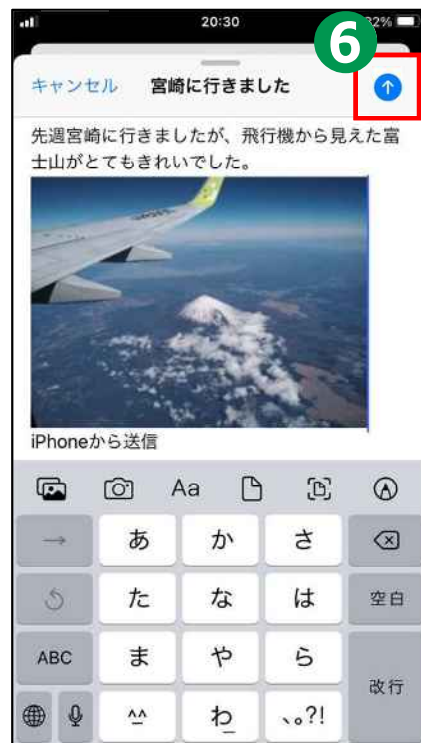 20:30
32%
6
キャンセル 宮崎に行きました
先週宮崎に行きましたが、飛行機から見えた富
士山がとてもきれいでした。
iPhoneから送信
Aa
→ あ か さ
た な は 空白
ABC ま や ら
改行
^^ わ_ 、。?!